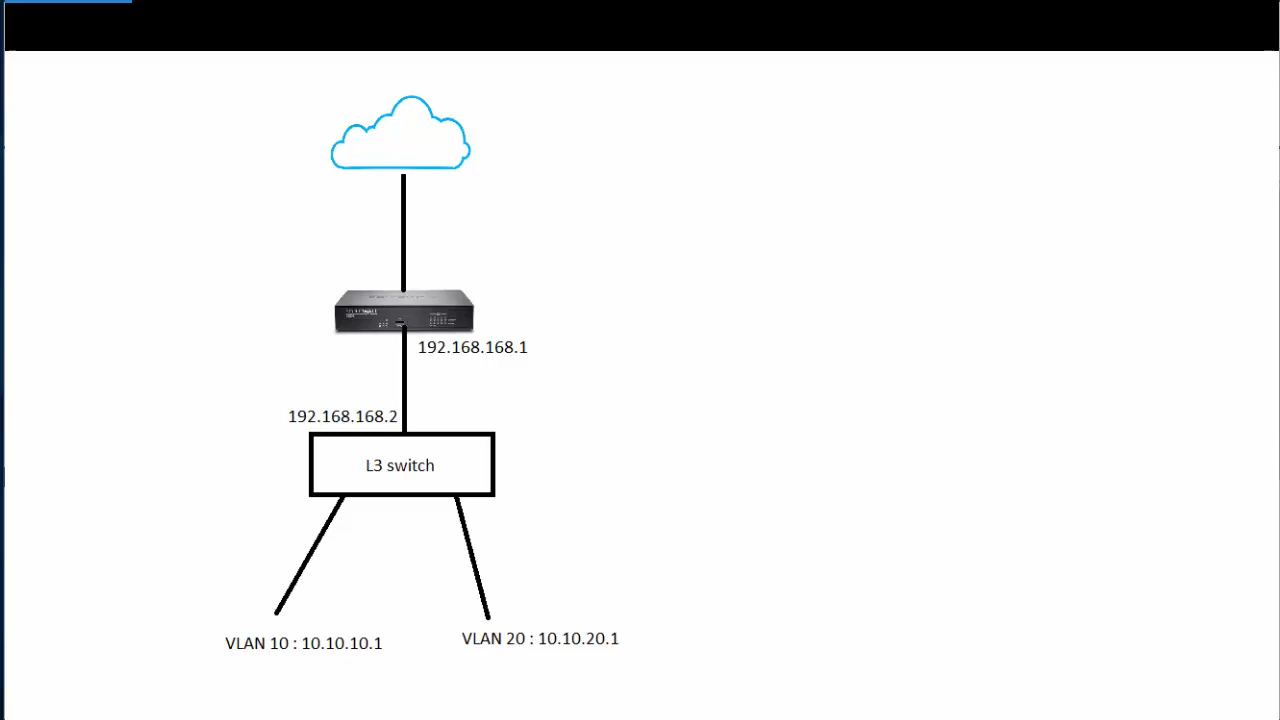 192.168.168.1
192.168.168.2
L3 switch
VLAN 10 : 10.10.10.1
VLAN 20 : 10.10.20.1